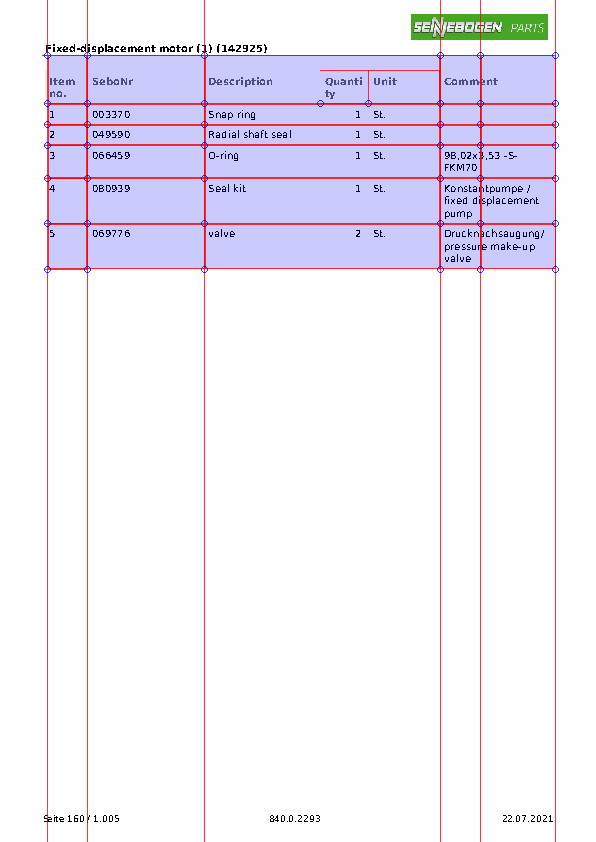 SENNEBOGEN PARTS
Fixed-displacement motor (1) (142925)
Item no. SeboNr Description Quanti ty Unit Comment
1 003370 Snap ring 1 St.
2 049590 Radial shaft seal 1 St.
3 066459 O-ring 1 St. 98,02x3,53 -S-
FKM70
4 080939 Seal kit 1 St. Konstantpumpe /
fixed displacement
pump
5 069776 valve 2 St. Drucknachsaugung/
pressure make-up
valve
Seite 160 / 1.005 840.0.2293 22.07.2021